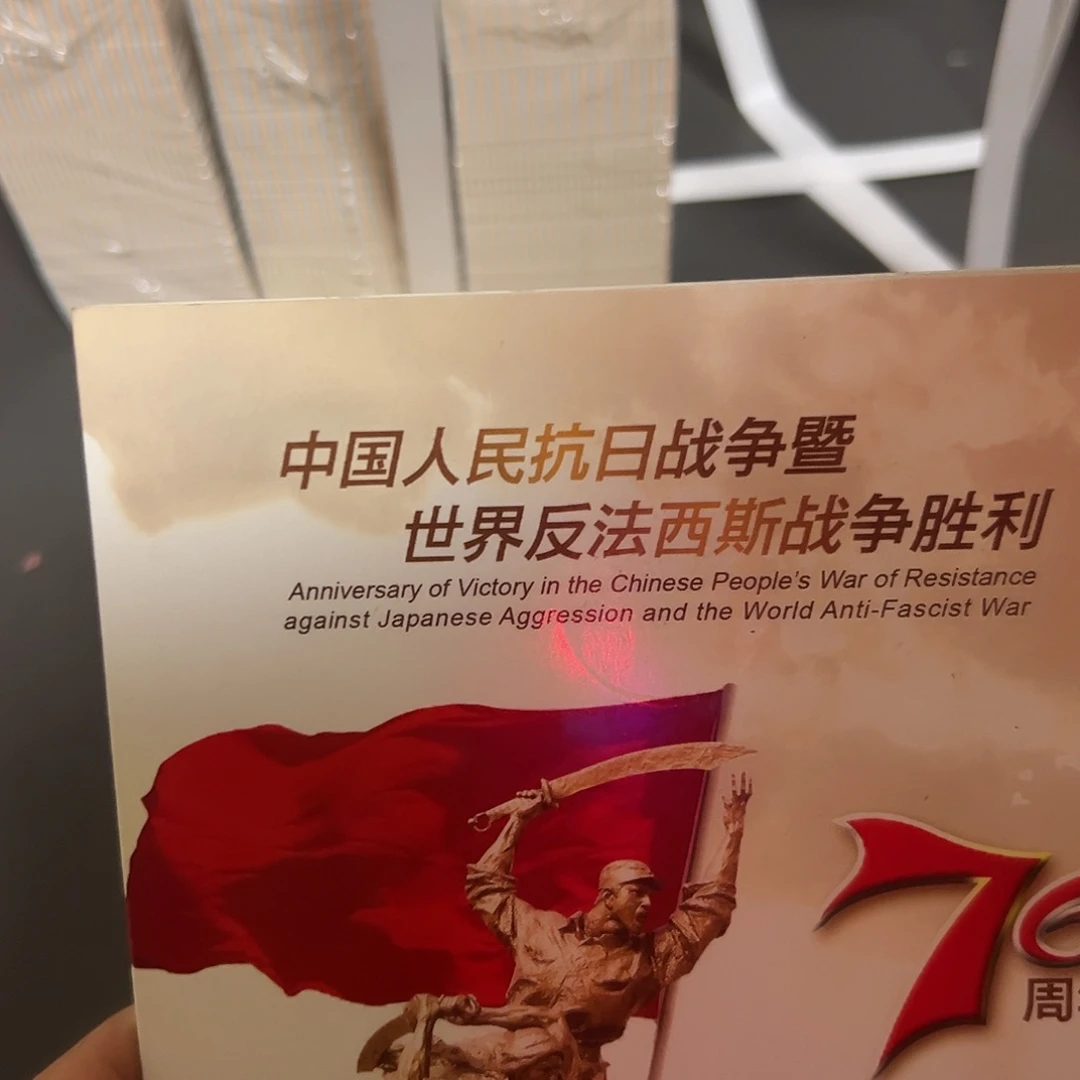 中国人民抗日战争暨
世界反法西斯战争胜利
Anniversary of Victory in the Chinese People's War of Resistance
against Japanese Aggression and the World Anti-Fascist War
7
周